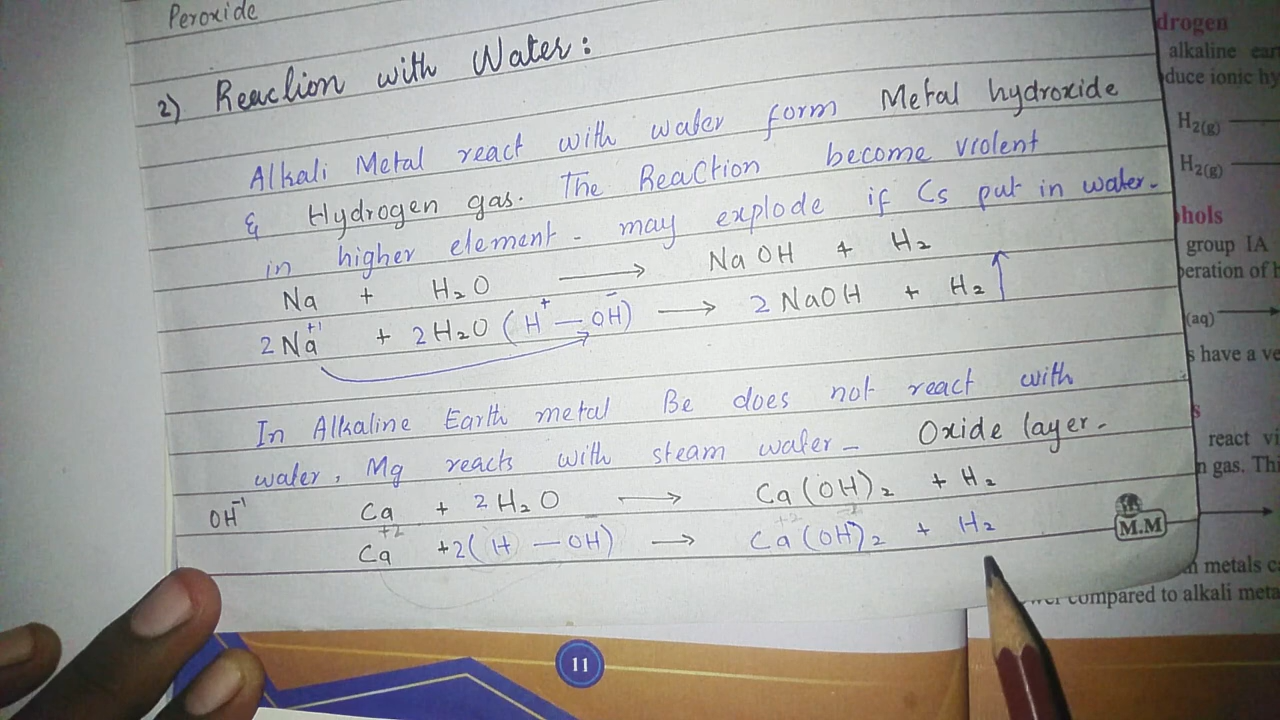 Peroxide
2) Reaction with Water:
Alkali Metal react with water form Metal hydroxide
& Hydrogen gas. The Reaction become violent
in higher element - may explode if Cs put in water.
Na + H₂O ⟶ NaOH + H₂
2Na⁺¹ + 2H₂O (H⁺ — OH⁻) ⟶ 2NaOH + H₂↑
In Alkaline Earth metal Be does not react with
water, Mg reacts with steam water - Oxide layer.
OH⁻¹ Ca + 2H₂O ⟶ Ca(OH)₂ + H₂
Ca⁺² +2(H — OH) ⟶ Ca(OH)₂ + H₂
M.M
11
drogen
alkaline ear
duce ionic hy
H₂(g)
H₂(g)
hols
group IA
eration of h
(aq)
s have a ve
s
react vi
n gas. Thi
metals c
compared to alkali meta